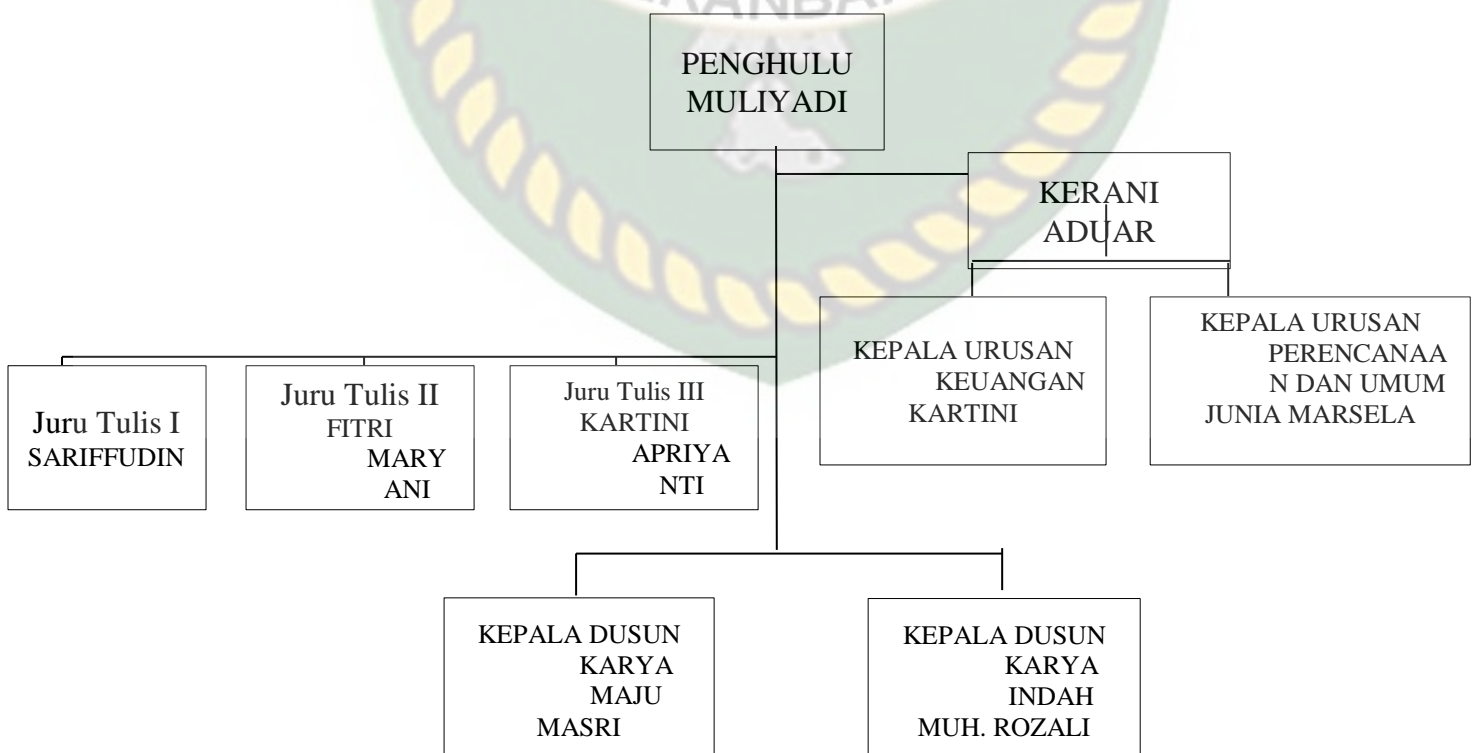 PENGHULU
MULIYADI
KERANI
ADUAR
KEPALA URUSAN
KEUANGAN
KARTINI
KEPALA URUSAN
PERENCANAA
N DAN UMUM
JUNIA MARSELA
Juru Tulis I
SARIFFUDIN
Juru Tulis II
FITRI
MARY
ANI
Juru Tulis III
KARTINI
APRIYA
NTI
KEPALA DUSUN
KARYA
MAJU
MASRI
KEPALA DUSUN
KARYA
INDAH
MUH. ROZALI